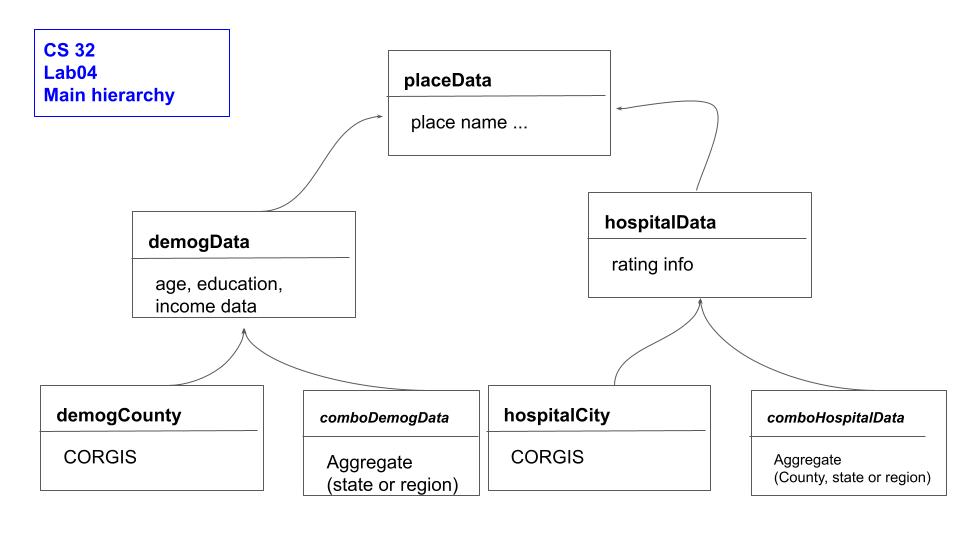 CS 32
Lab04
Main hierarchy
placeData
place name ...
demogData
age, education,
income data
hospitalData
rating info
demogCounty
CORGIS
comboDemogData
Aggregate
(state or region)
hospitalCity
CORGIS
comboHospitalData
Aggregate
(County, state or region)